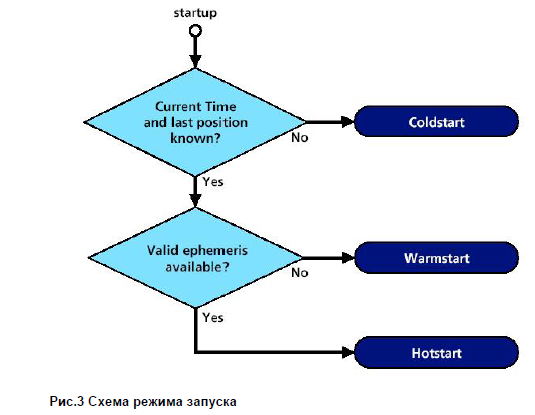 startup
Current Time
and last position
known?
No
Coldstart
Yes
Valid ephemeris
available?
No
Warmstart
Yes
Hotstart
Рис.3 Схема режима запуска